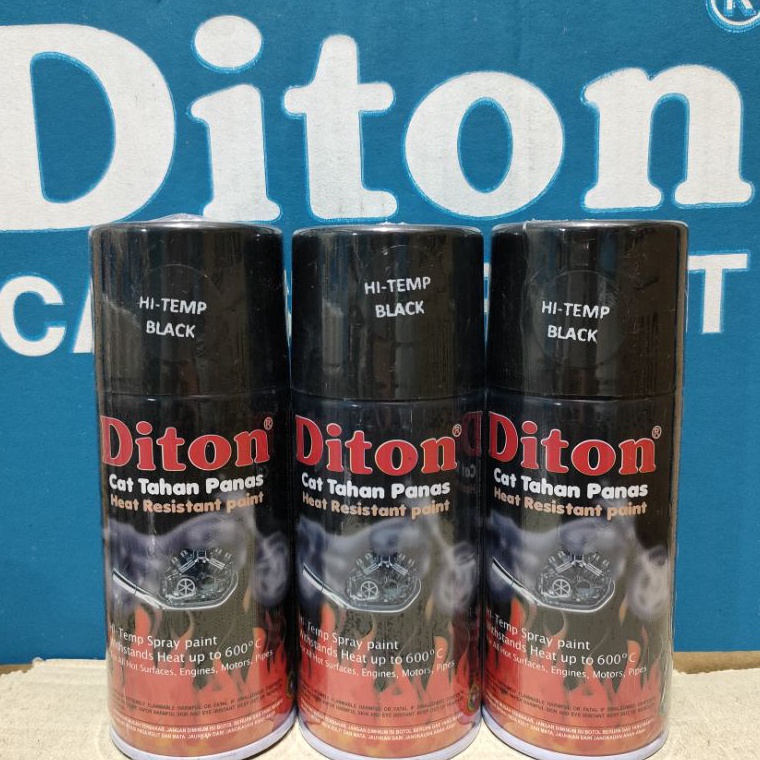 Diton
®
CA
T
HI-TEMP
BLACK
Diton®
Cat Tahan Panas
Heat Resistant paint
Hi-Temp Spray paint
Withstands Heat up to 600°C
All Hot Surfaces, Engines, Motors, Pipes
HI-TEMP
BLACK
Diton®
Cat Tahan Panas
Heat Resistant paint
Hi-Temp Spray paint
Withstands Heat up to 600°C
All Hot Surfaces, Engines, Motors, Pipes
HI-TEMP
BLACK
Diton®
Cat Tahan Panas
Heat Resistant paint
Hi-Temp Spray paint
Withstands Heat up to 600°C
All Hot Surfaces, Engines, Motors, Pipes